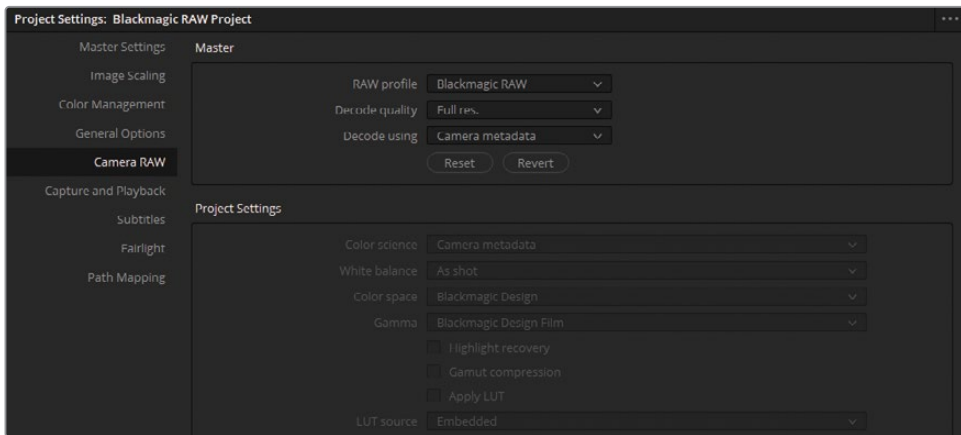 Project Settings: Blackmagic RAW Project
Master Settings
Image Scaling
Color Management
General Options
Camera RAW
Capture and Playback
Subtitles
Fairlight
Path Mapping
Master
RAW profile Blackmagic RAW
Decode quality Full res.
Decode using Camera metadata
Reset Revert
Project Settings
Color science Camera metadata
White balance As shot
Color space Blackmagic Design
Gamma Blackmagic Design Film
Highlight recovery
Gamut compression
Apply LUT
LUT source Embedded